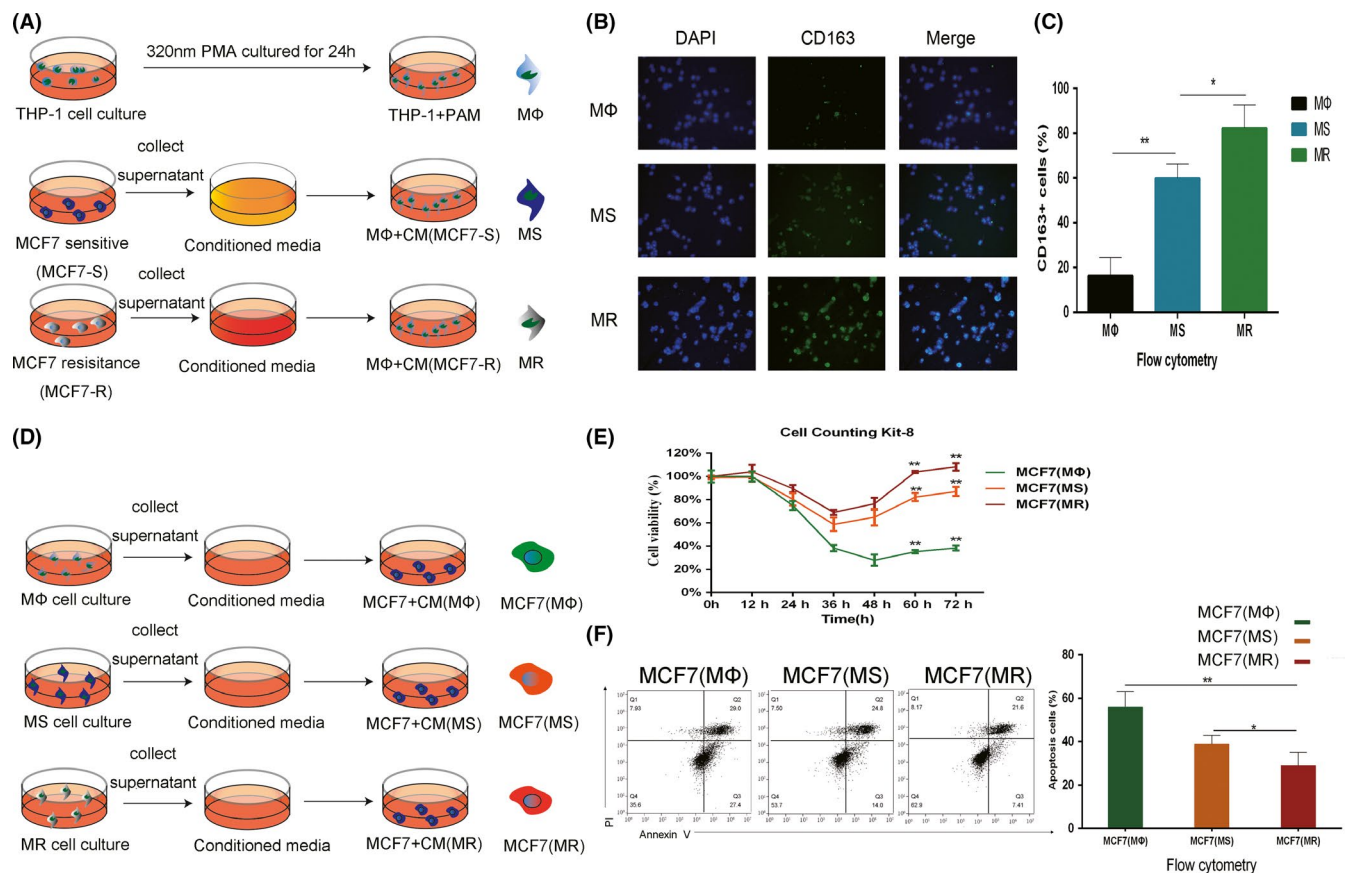 (A)
320nm PMA cultured for 24h
THP-1 cell culture
THP-1+PAM
MΦ
collect
supernatant
MCF7 sensitive
(MCF7-S)
Conditioned media
MΦ+CM(MCF7-S)
MS
collect
supernatant
MCF7 resisitance
(MCF7-R)
Conditioned media
MΦ+CM(MCF7-R)
MR
(B)
DAPI CD163 Merge
MΦ
MS
MR
(C)
CD163+ cells (%)
100
80
60
40
20
0
**
*
MΦ
MS
MR
MΦ MS MR
Flow cytometry
(D)
collect
supernatant
MΦ cell culture
Conditioned media
MCF7+CM(MΦ)
MCF7(MΦ)
collect
supernatant
MS cell culture
Conditioned media
MCF7+CM(MS)
MCF7(MS)
collect
supernatant
MR cell culture
Conditioned media
MCF7+CM(MR)
MCF7(MR)
(E)
Cell Counting Kit-8
Cell viability (%)
120%
100%
80%
60%
40%
20%
0%
** **
** **
** **
0h 12 h 24 h 36 h 48 h 60 h 72 h
Time(h)
MCF7(MΦ)
MCF7(MS)
MCF7(MR)
(F)
MCF7(MΦ) MCF7(MS) MCF7(MR)
Q1
7.93
Q2
29.0
Q4
35.6
Q3
27.4
Q1
7.50
Q2
24.8
Q4
53.7
Q3
14.0
Q1
8.17
Q2
21.6
Q4
62.9
Q3
7.41
PI
Annexin V
MCF7(MΦ)
MCF7(MS)
MCF7(MR)
Apoptosis cells (%)
80
60
40
20
0
**
*
MCF7(MΦ) MCF7(MS) MCF7(MR)
Flow cytometry